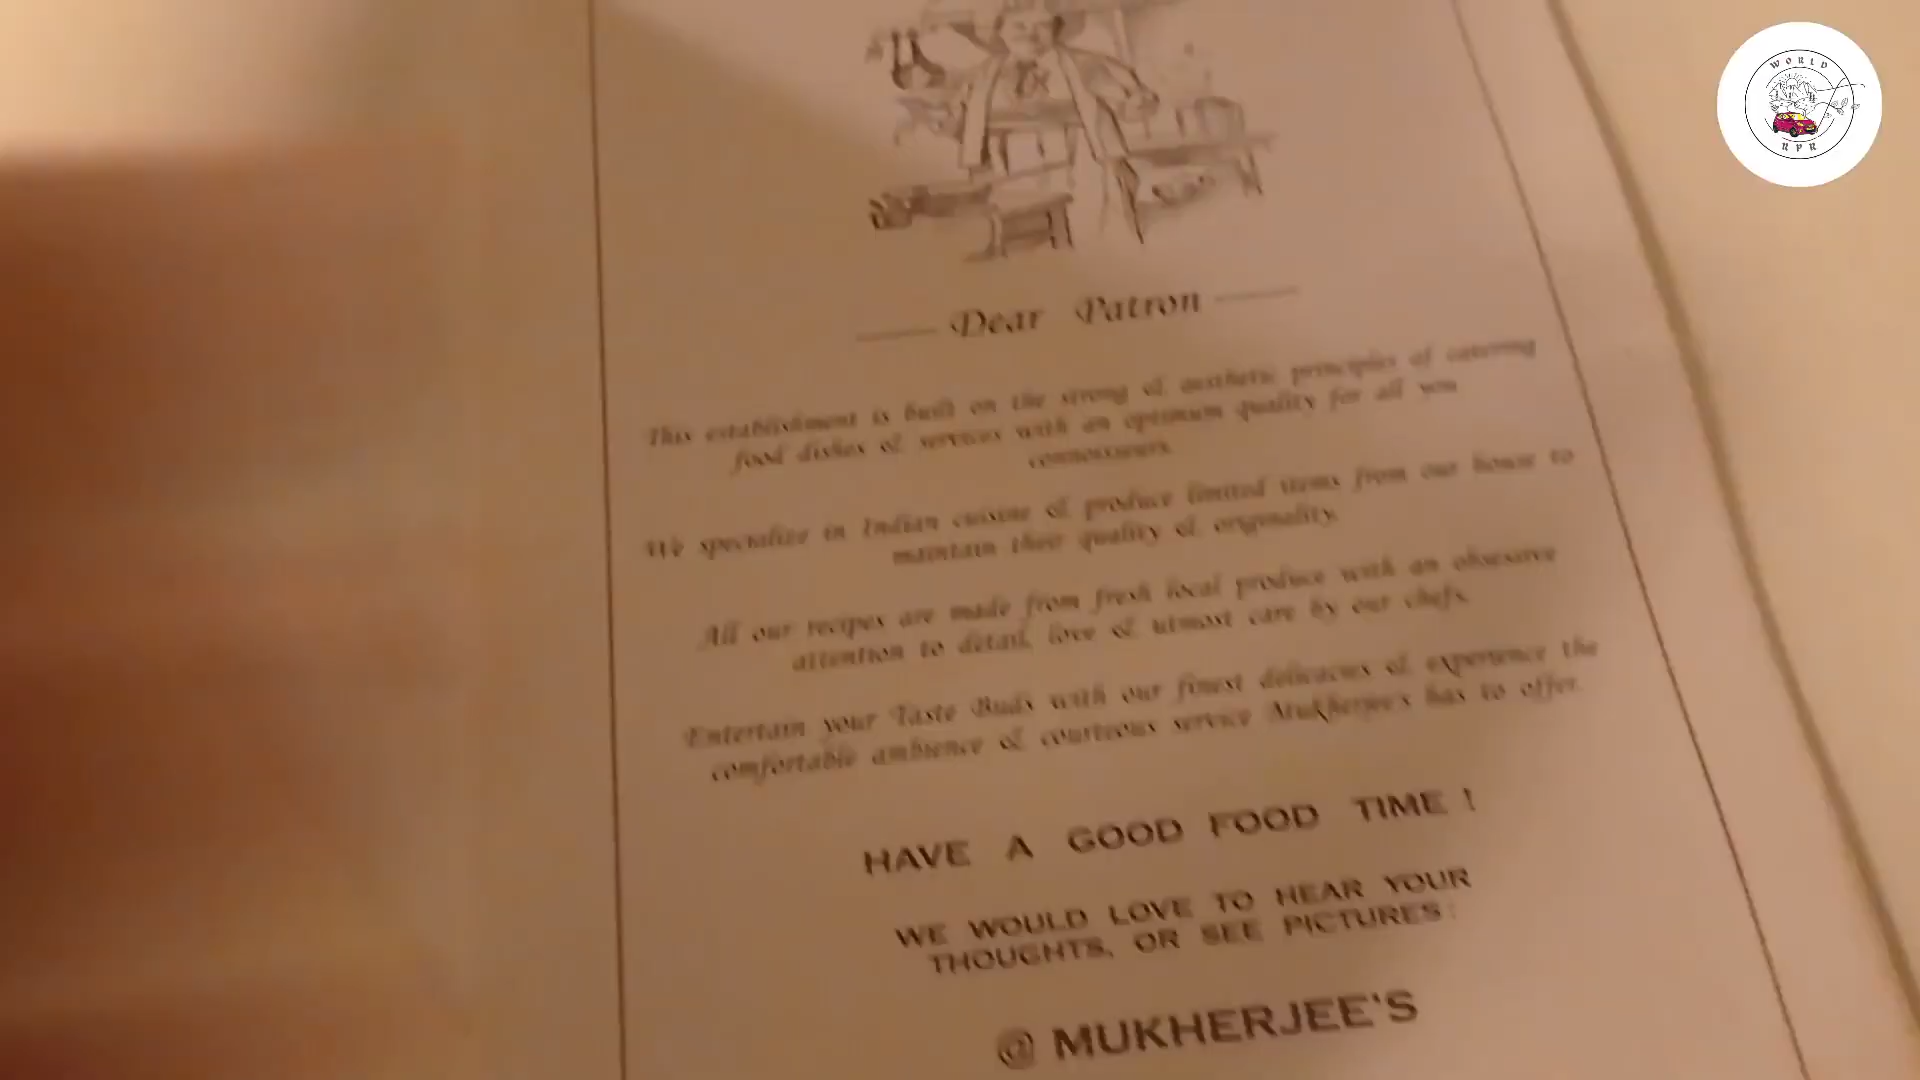 WORLD
RPR
Dear Patron
This establishment is built on the strong & aesthetic principles of catering
food dishes & services with an optimum quality for all you
connoisseurs.
We specialize in Indian cuisine & produce limited items from our house to
maintain their quality & originality.
All our recipes are made from fresh local produce with an obsessive
attention to detail, love & utmost care by our chefs.
Entertain your Taste Buds with our finest delicacies & experience the
comfortable ambience & courteous service Mukherjee's has to offer.
HAVE A GOOD FOOD TIME !
WE WOULD LOVE TO HEAR YOUR
THOUGHTS, OR SEE PICTURES :
@ MUKHERJEE'S